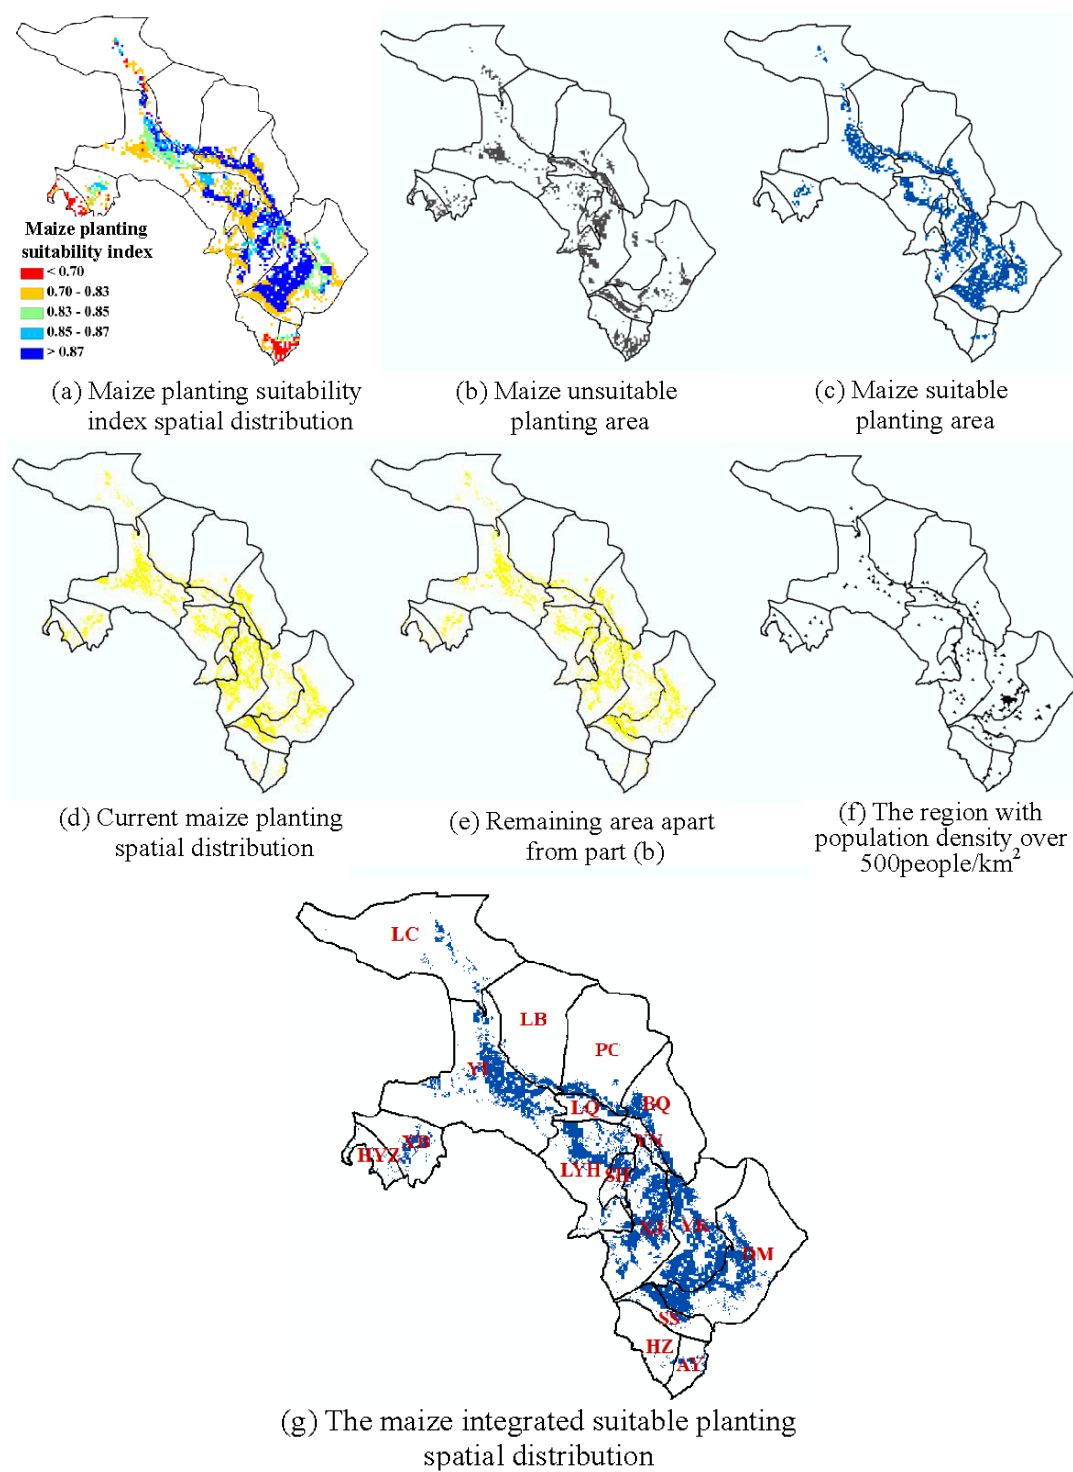 Maize planting
suitability index
< 0.70
0.70 - 0.83
0.83 - 0.85
0.85 - 0.87
> 0.87
(a) Maize planting suitability
index spatial distribution
(b) Maize unsuitable
planting area
(c) Maize suitable
planting area
(d) Current maize planting
spatial distribution
(e) Remaining area apart
from part (b)
(f) The region with
population density over
500people/km²
LC
LB
PC
YL
BQ
LQ
YN
XB
HYZ
LYH
SH
XJ
YK
DM
SS
HZ
AY
(g) The maize integrated suitable planting
spatial distribution